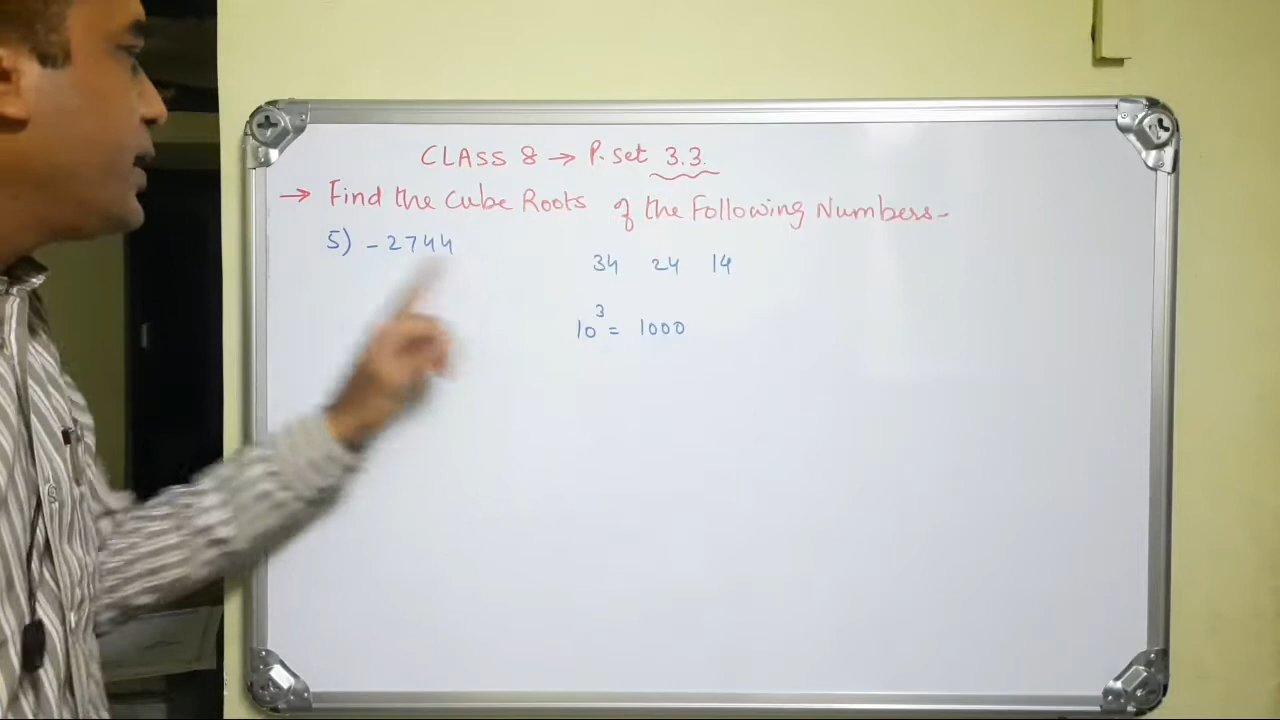 CLASS 8 → P. Set 3.3.
→ Find the Cube Roots of the Following Numbers-
5) - 2744
34 24 14
10³ = 1000